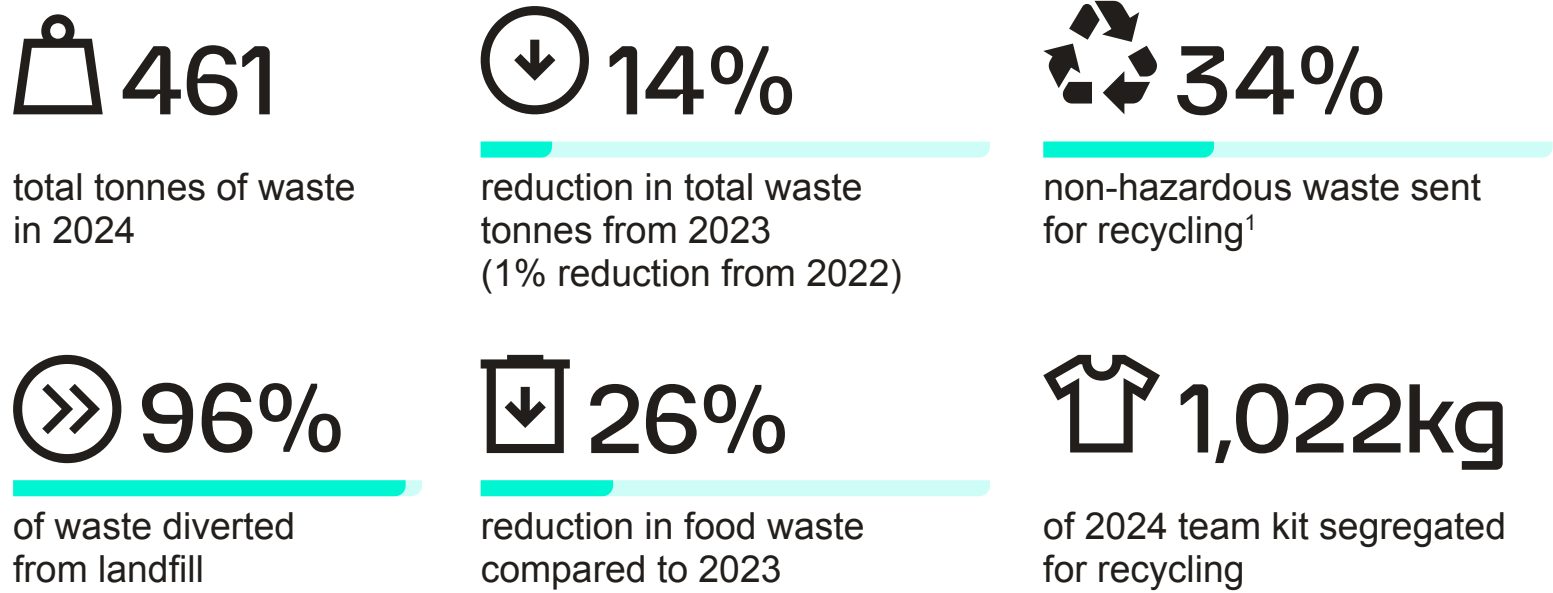 461
total tonnes of waste
in 2024
14%
reduction in total waste
tonnes from 2023
(1% reduction from 2022)
34%
non-hazardous waste sent
for recycling¹
96%
of waste diverted
from landfill
26%
reduction in food waste
compared to 2023
1,022kg
of 2024 team kit segregated
for recycling